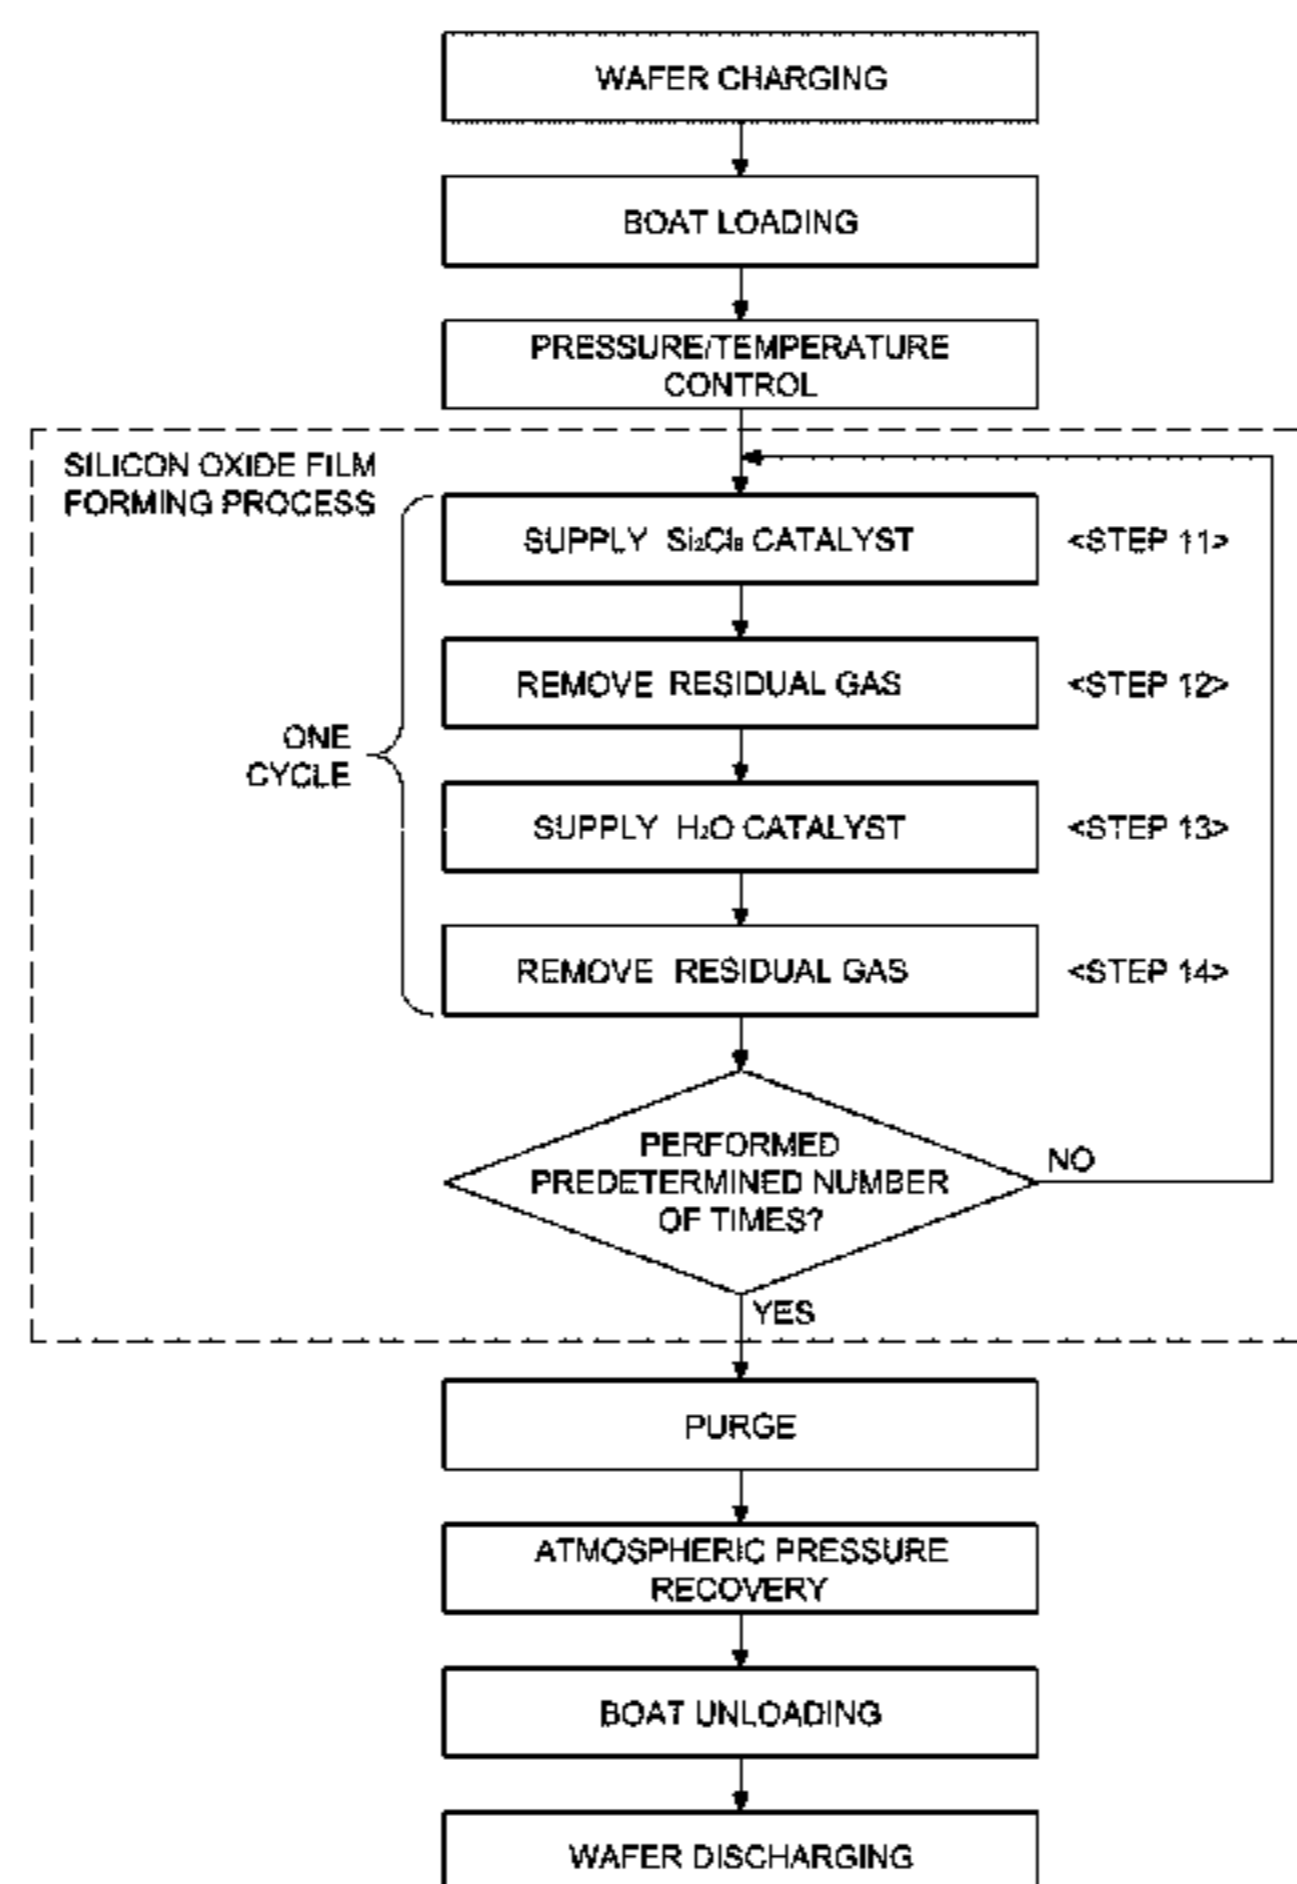 WAFER CHARGING
BOAT LOADING
PRESSURE/TEMPERATURE
CONTROL
SILICON OXIDE FILM
FORMING PROCESS
SUPPLY Si₂Cl₆ CATALYST <STEP 11>
REMOVE RESIDUAL GAS <STEP 12>
ONE
CYCLE
SUPPLY H₂O CATALYST <STEP 13>
REMOVE RESIDUAL GAS <STEP 14>
PERFORMED
PREDETERMINED NUMBER
OF TIMES?
NO
YES
PURGE
ATMOSPHERIC PRESSURE
RECOVERY
BOAT UNLOADING
WAFER DISCHARGING